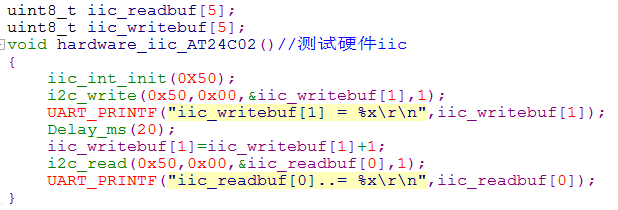 uint8_t iic_readbuf[5];
uint8_t iic_writebuf[5];
void hardware_iic_AT24C02()//测试硬件iic
{
iic_int_init(0X50);
i2c_write(0x50,0x00,&iic_writebuf[1],1);
UART_PRINTF("iic_writebuf[1] = %x\r\n",iic_writebuf[1]);
Delay_ms(20);
iic_writebuf[1]=iic_writebuf[1]+1;
i2c_read(0x50,0x00,&iic_readbuf[0],1);
UART_PRINTF("iic_readbuf[0]..= %x\r\n",iic_readbuf[0]);
}